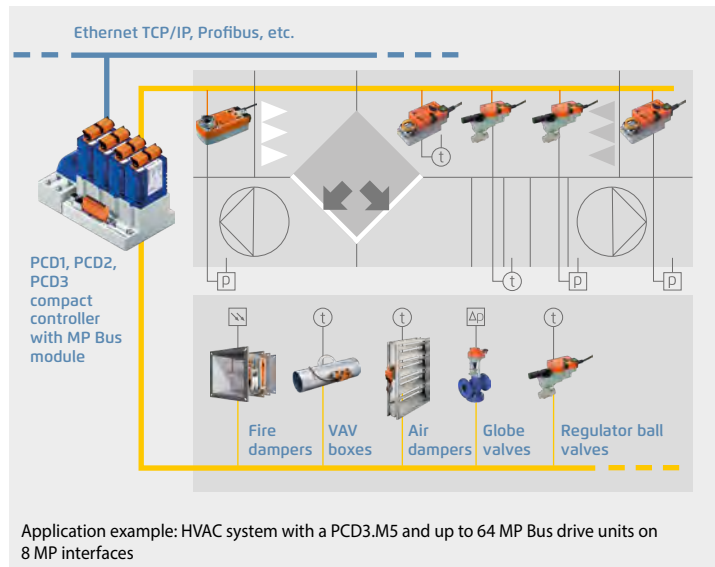 Ethernet TCP/IP, Profibus, etc.
t
p
t
p
p
PCD1, PCD2,
PCD3
compact
controller
with MP Bus
module
t
t
Δp
t
Fire
dampers
VAV
boxes
Air
dampers
Globe
valves
Regulator ball
valves
Application example: HVAC system with a PCD3.M5 and up to 64 MP Bus drive units on
8 MP interfaces